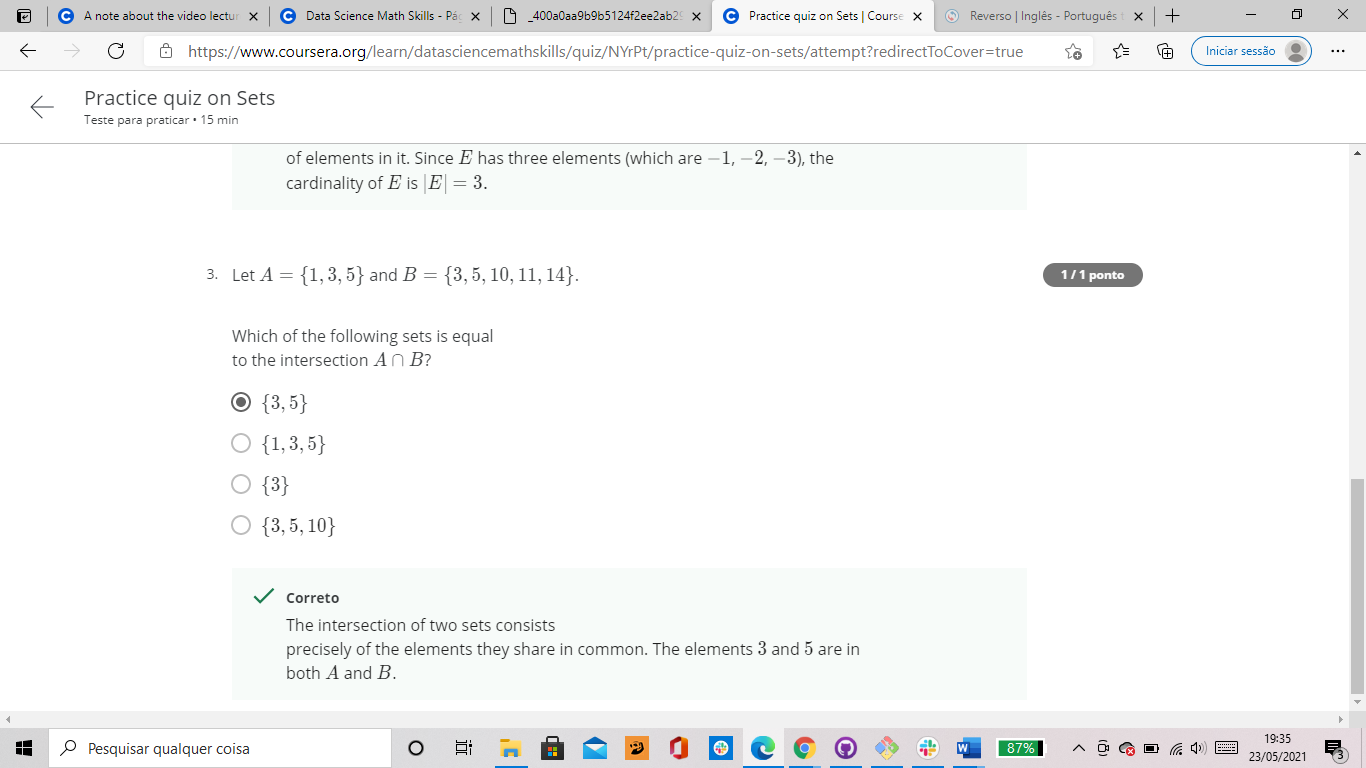 A note about the video lectu
Data Science Math Skills - Pág
_400a0aa9b9b5124f2ee2ab2
Practice quiz on Sets | Course
Reverso | Inglês - Português
https://www.coursera.org/learn/datasciencemathskills/quiz/NYrPt/practice-quiz-on-sets/attempt?redirectToCover=true
Iniciar sessão
Practice quiz on Sets
Teste para praticar • 15 min
of elements in it. Since E has three elements (which are −1, −2, −3), the
cardinality of E is |E| = 3.
3. Let A = {1, 3, 5} and B = {3, 5, 10, 11, 14}.
1 / 1 ponto
Which of the following sets is equal
to the intersection A ∩ B?
{3, 5}
{1, 3, 5}
{3}
{3, 5, 10}
Correto
The intersection of two sets consists
precisely of the elements they share in common. The elements 3 and 5 are in
both A and B.
Pesquisar qualquer coisa
87%
19:35
23/05/2021
3